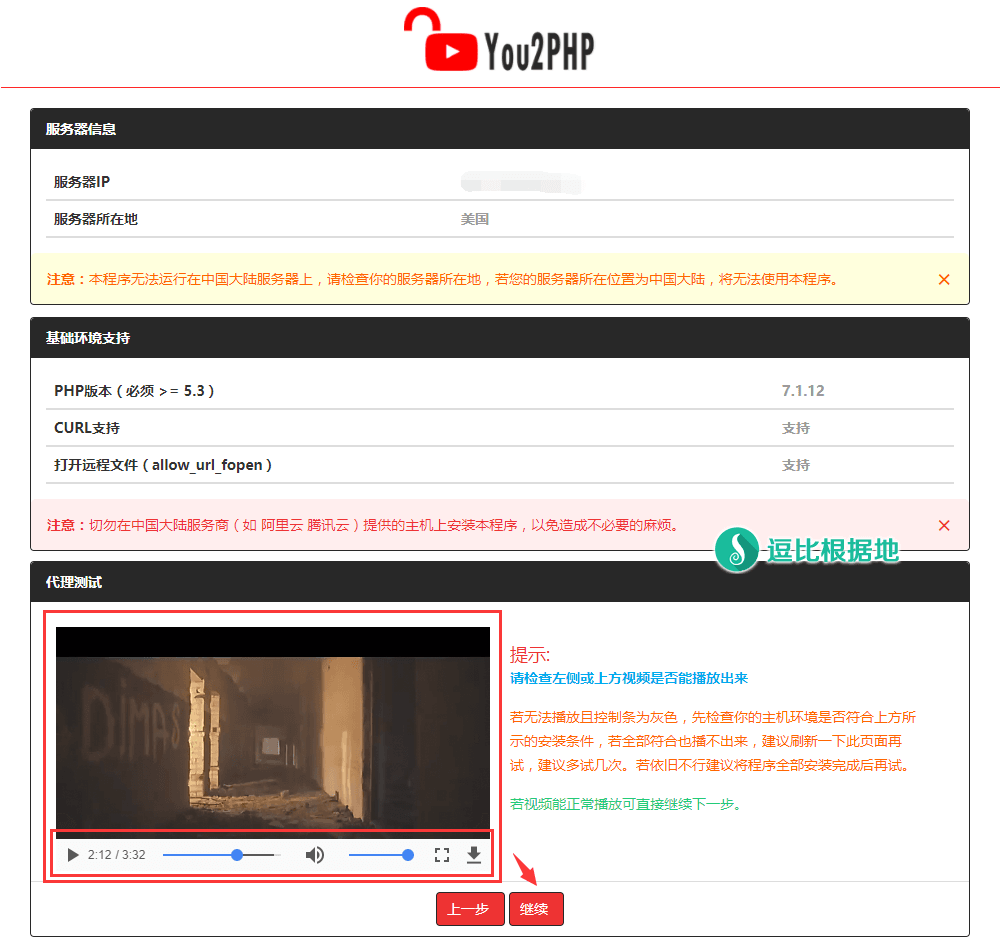 You2PHP
服务器信息
服务器IP
服务器所在地 美国
注意：本程序无法运行在中国大陆服务器上，请检查你的服务器所在地，若您的服务器所在位置为中国大陆，将无法使用本程序。
基础环境支持
PHP版本（必须 >= 5.3） 7.1.12
CURL支持 支持
打开远程文件（allow_url_fopen） 支持
注意：切勿在中国大陆服务商（如 阿里云 腾讯云）提供的主机上安装本程序，以免造成不必要的麻烦。
逗比根据地
代理测试
DIMAS
2:12 / 3:32
提示:
请检查左侧或上方视频是否能播放出来
若无法播放且控制条为灰色，先检查你的主机环境是否符合上方所
示的安装条件，若全部符合也播不出来，建议刷新一下此页面再
试，建议多试几次。若依旧不行建议将程序全部安装完成后再试。
若视频能正常播放可直接继续下一步。
上一步 继续